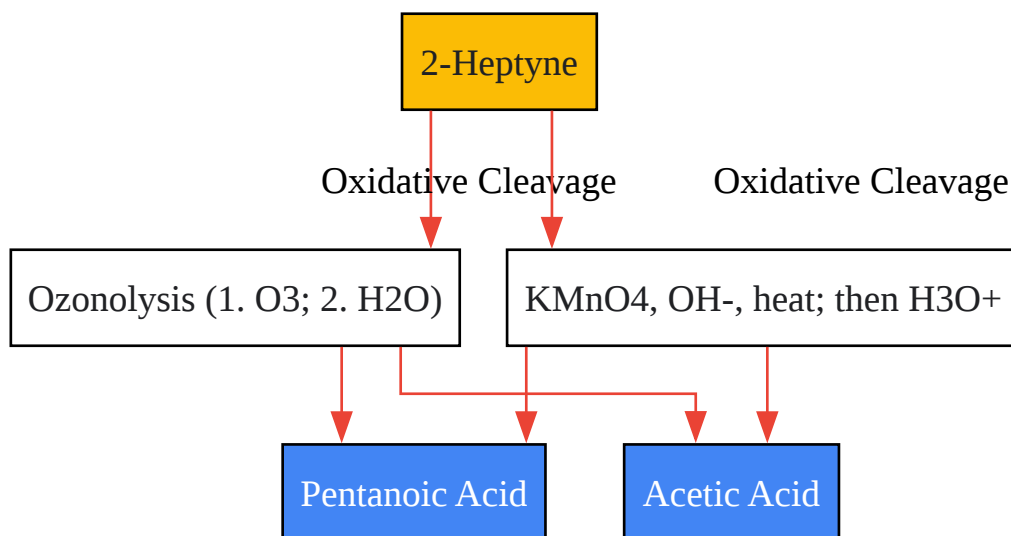 2-Heptyne
Oxidative Cleavage
Oxidative Cleavage
Ozonolysis (1. O3; 2. H2O)
KMnO4, OH-, heat; then H3O+
Pentanoic Acid
Acetic Acid